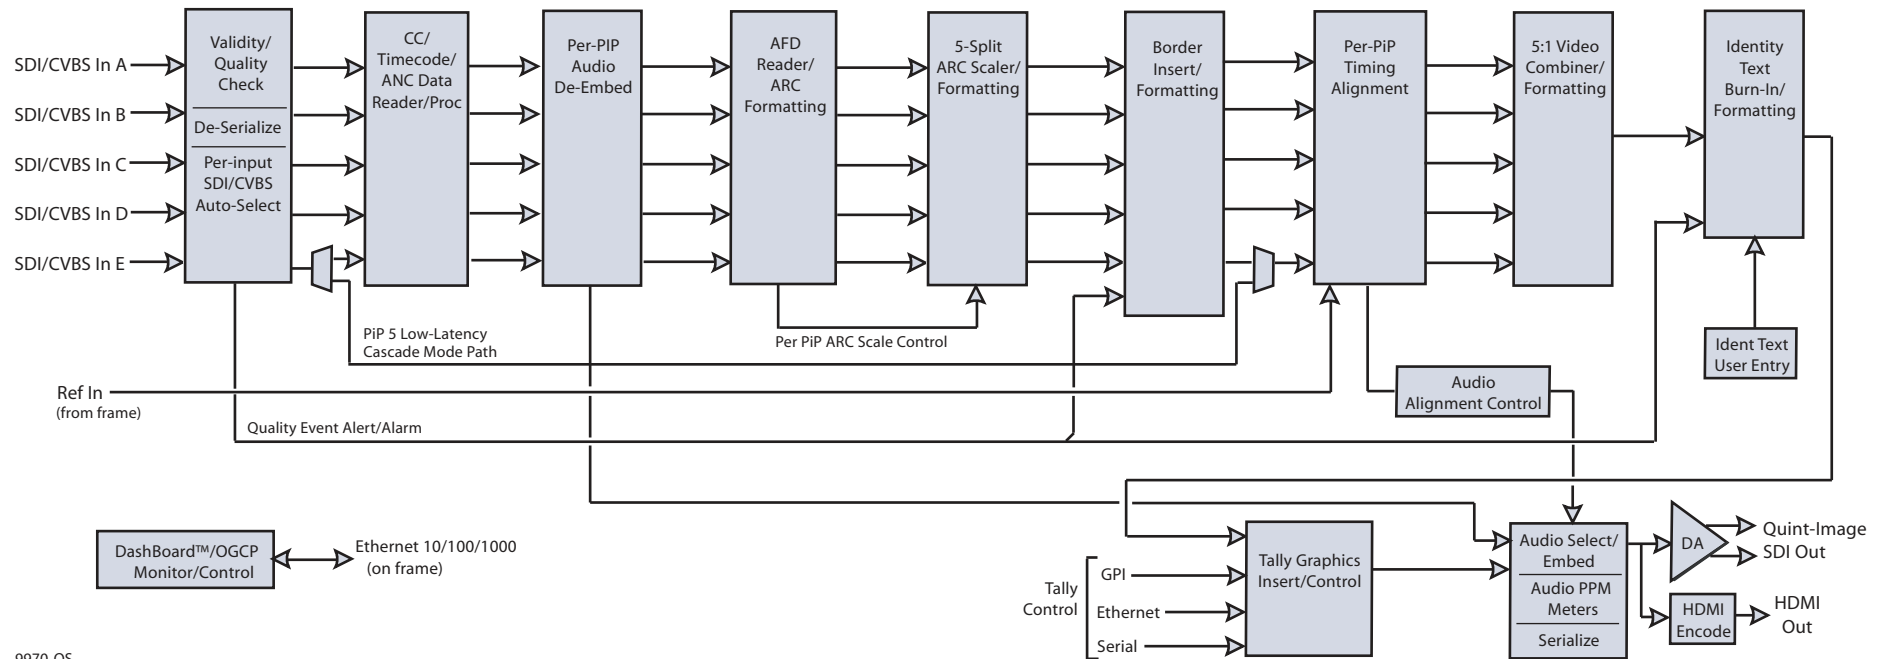 SDI/CVBS In A
SDI/CVBS In B
SDI/CVBS In C
SDI/CVBS In D
SDI/CVBS In E
Validity/
Quality
Check
De-Serialize
Per-input
SDI/CVBS
Auto-Select
CC/
Timecode/
ANC Data
Reader/Proc
Per-PIP
Audio
De-Embed
AFD
Reader/
ARC
Formatting
5-Split
ARC Scaler/
Formatting
Border
Insert/
Formatting
Per-PiP
Timing
Alignment
5:1 Video
Combiner/
Formatting
Identity
Text
Burn-In/
Formatting
PiP 5 Low-Latency
Cascade Mode Path
Per PiP ARC Scale Control
Ident Text
User Entry
Ref In
(from frame)
Audio
Alignment Control
Quality Event Alert/Alarm
DashBoard™/OGCP
Monitor/Control
Ethernet 10/100/1000
(on frame)
Tally
Control
GPI
Ethernet
Serial
Tally Graphics
Insert/Control
Audio Select/
Embed
Audio PPM
Meters
Serialize
DA
Quint-Image
SDI Out
HDMI
Encode
HDMI
Out
9970-QS